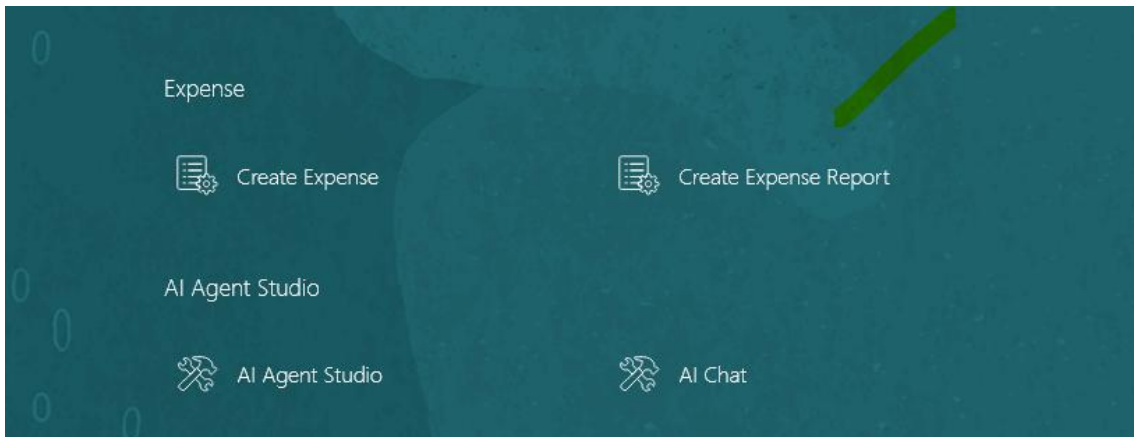 Expense
Create Expense Create Expense Report
AI Agent Studio
AI Agent Studio AI Chat